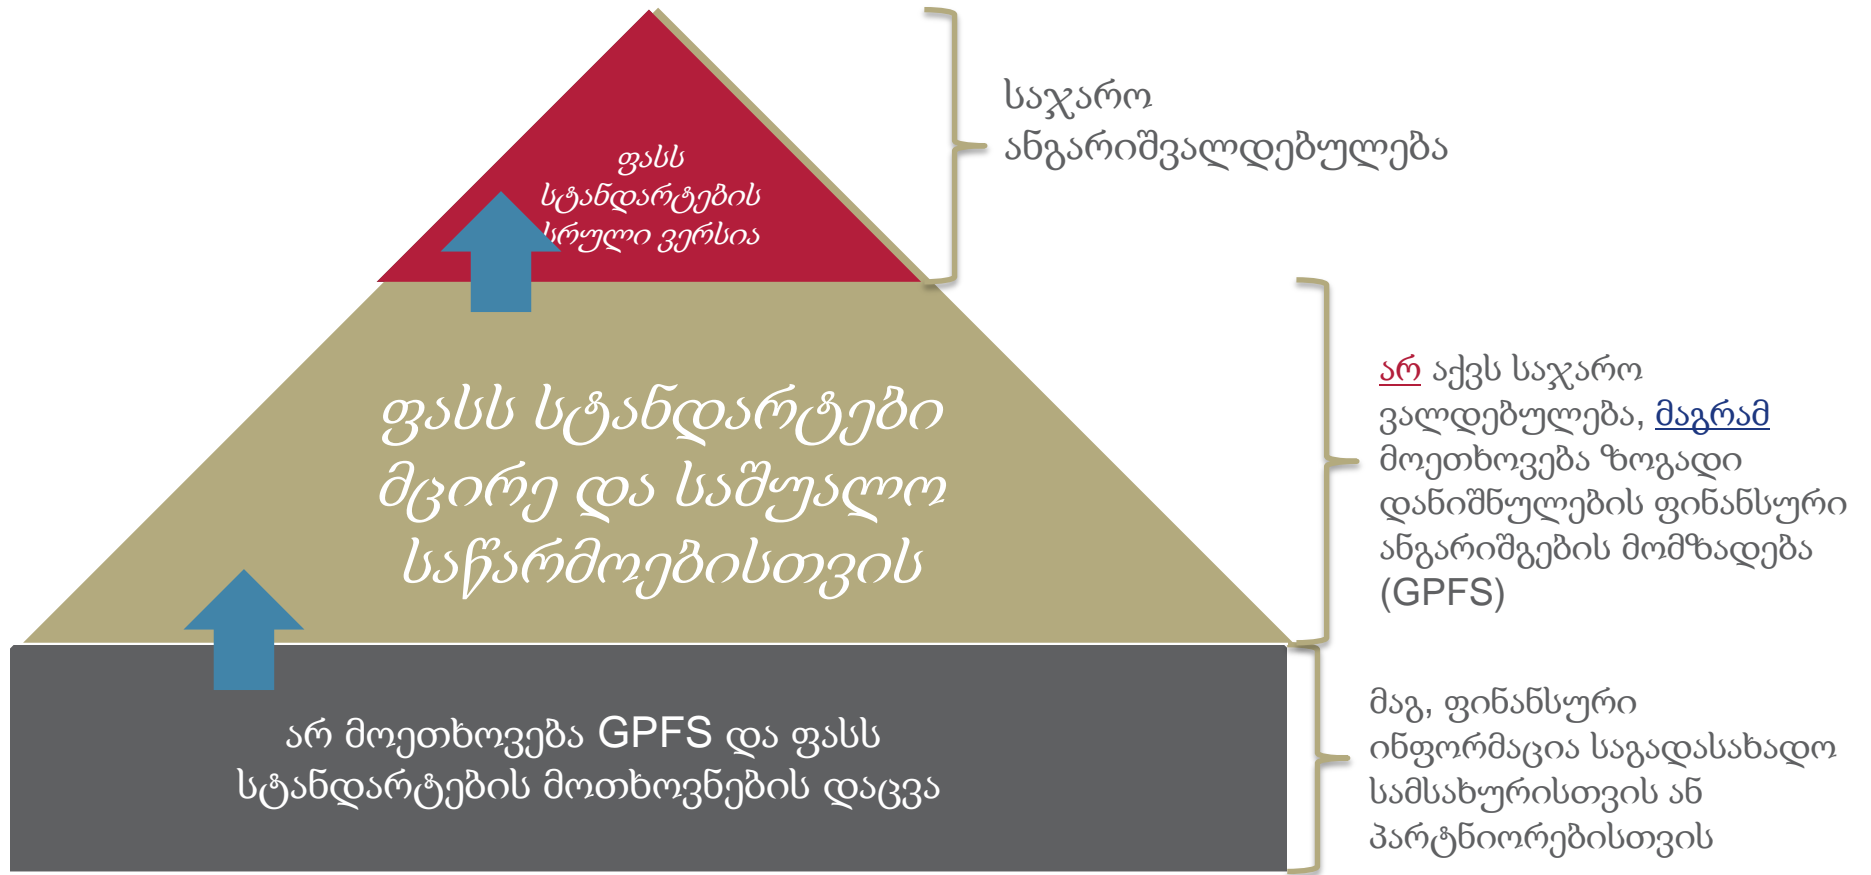 ფასს
სტანდარტების
სრული ვერსია
საჯარო
ანგარიშვალდებულება
ფასს სტანდარტები
მცირე და საშუალო
საწარმოებისთვის
არ აქვს საჯარო
ვალდებულება, მაგრამ
მოეთხოვება ზოგადი
დანიშნულების ფინანსური
ანგარიშგების მომზადება
(GPFS)
არ მოეთხოვება GPFS და ფასს
სტანდარტების მოთხოვნების დაცვა
მაგ, ფინანსური
ინფორმაცია საგადასახადო
სამსახურისთვის ან
პარტნიორებისთვის